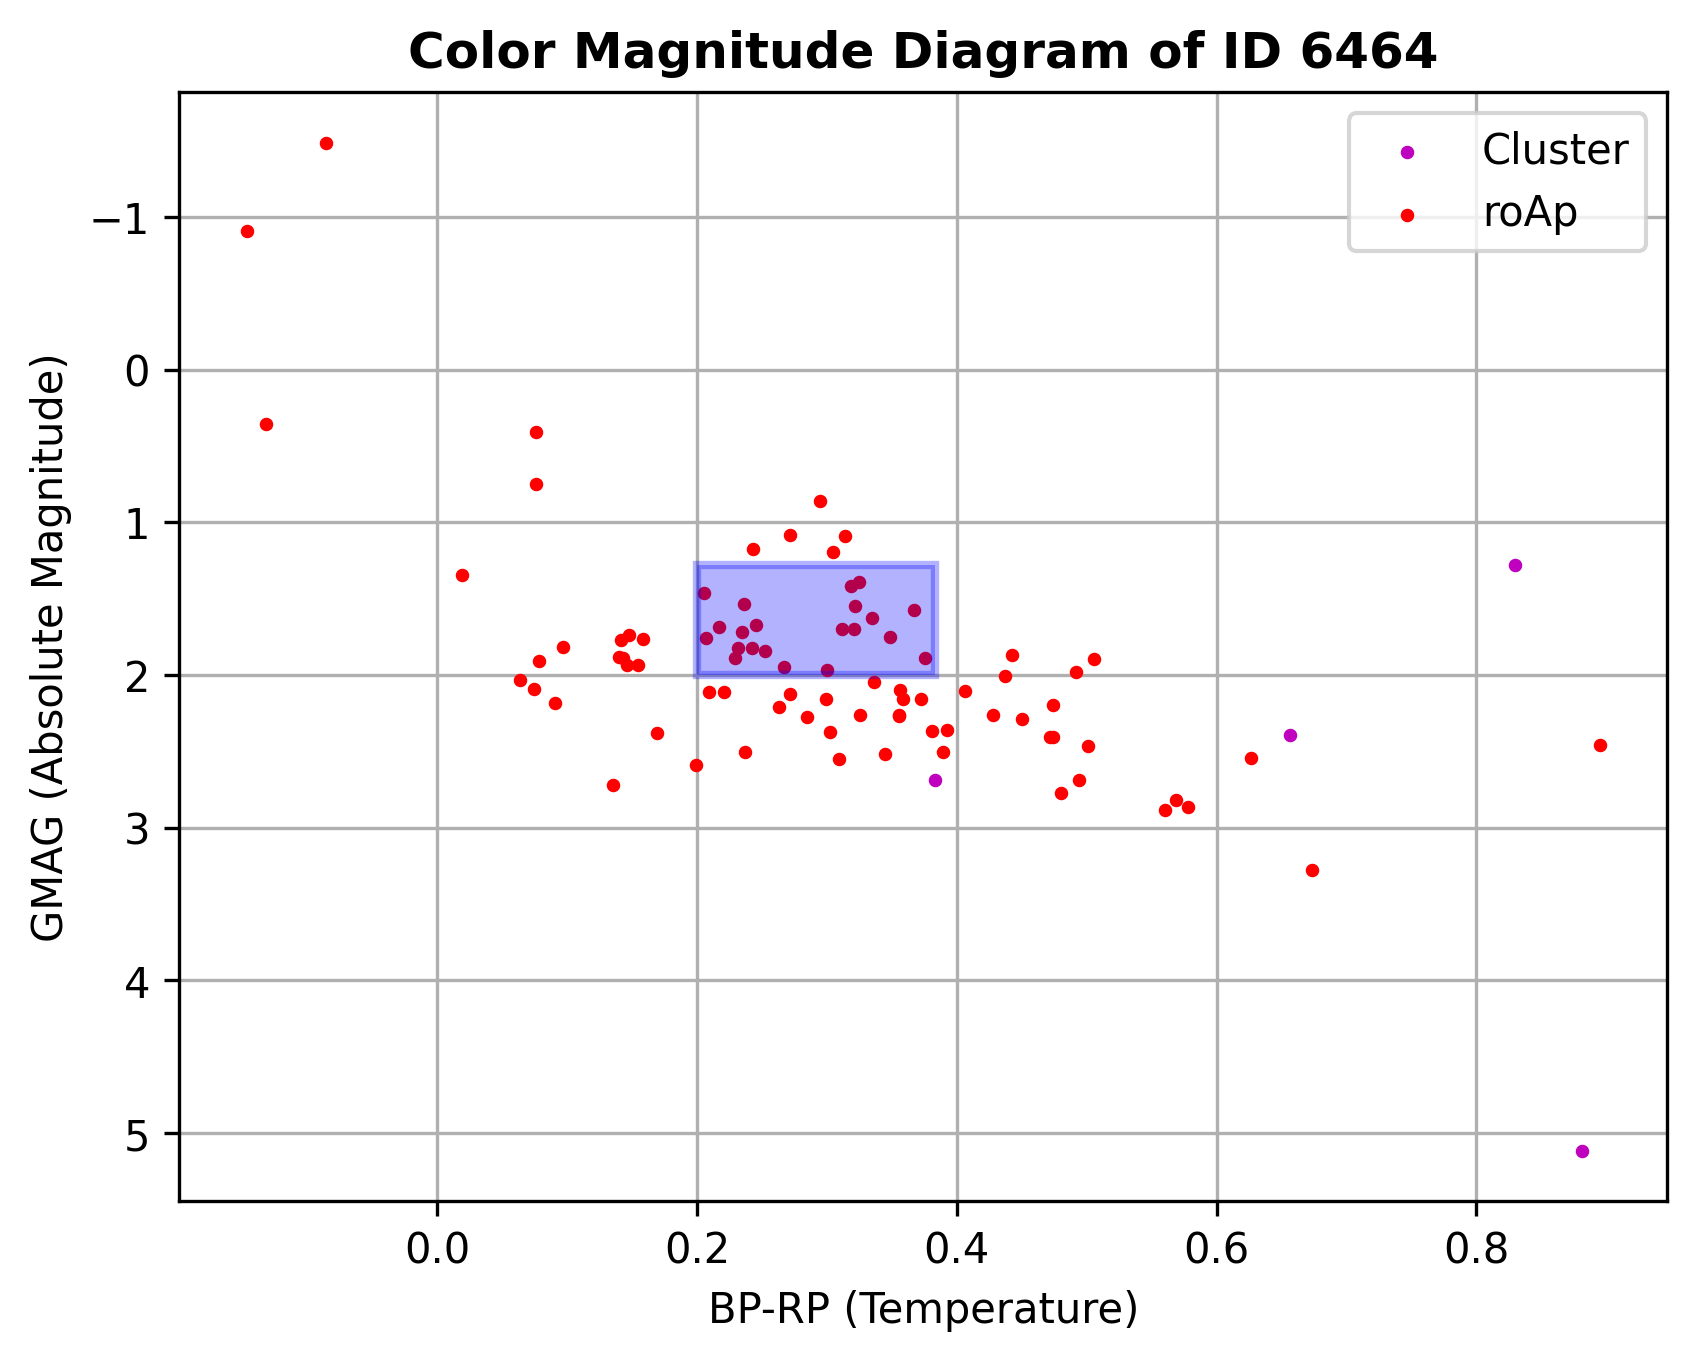 Color Magnitude Diagram of ID 6464
Cluster
roAp
−1
0
1
2
3
4
5
GMAG (Absolute Magnitude)
0.0 0.2 0.4 0.6 0.8
BP-RP (Temperature)